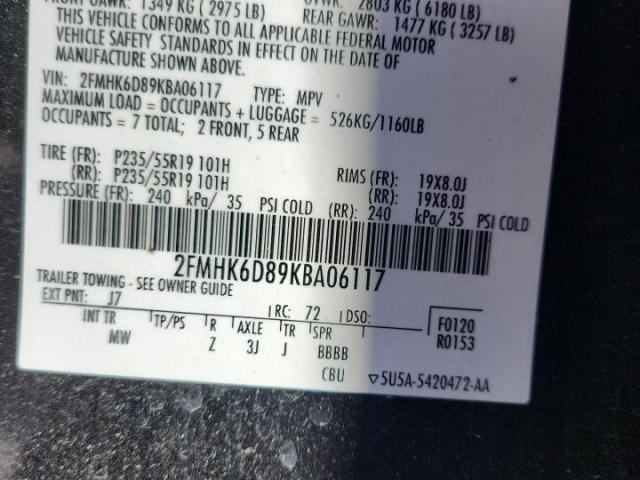 FRONT GAWR: 1349 KG ( 2975 LB)
GVWR: 2803 KG ( 6180 LB)
REAR GAWR: 1477 KG ( 3257 LB)
THIS VEHICLE CONFORMS TO ALL APPLICABLE FEDERAL MOTOR
VEHICLE SAFETY STANDARDS IN EFFECT ON THE DATE OF
MANUFACTURE SHOWN ABOVE.
VIN: 2FMHK6D89KBA06117 TYPE: MPV
MAXIMUM LOAD = OCCUPANTS + LUGGAGE = 526KG/1160LB
OCCUPANTS = 7 TOTAL; 2 FRONT, 5 REAR
TIRE (FR): P235/55R19 101H RIMS (FR): 19X8.0J
(RR): P235/55R19 101H (RR): 19X8.0J
PRESSURE (FR): 240 kPa/ 35 PSI COLD (RR): 240 kPa/ 35 PSI COLD
2FMHK6D89KBA06117
TRAILER TOWING - SEE OWNER GUIDE
EXT PNT: J7 RC: 72 DSO:
INT TR TP/PS R AXLE TR SPR F0120
MW Z 3J J BBBB R0153
CBU 5U5A-5420472-AA